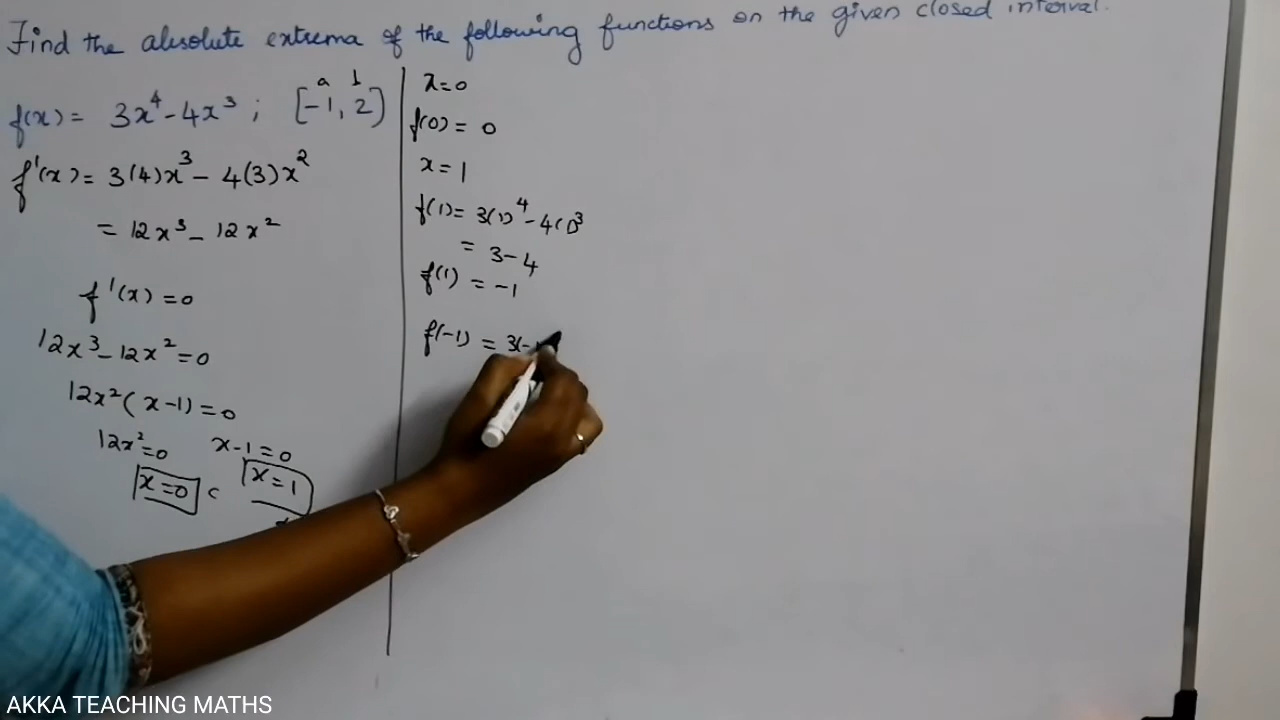 Find the absolute extrema of the following functions on the given closed interval.
a b
f(x) = 3x⁴ - 4x³ ; [-1, 2]
f'(x) = 3(4)x³ - 4(3)x²
= 12x³ - 12x²
f'(x) = 0
12x³ - 12x² = 0
12x²(x-1) = 0
12x² = 0 x-1 = 0
x = 0 x = 1
x = 0
f(0) = 0
x = 1
f(1) = 3(1)⁴ - 4(1)³
= 3 - 4
f(1) = -1
f(-1) = 3(-1
AKKA TEACHING MATHS